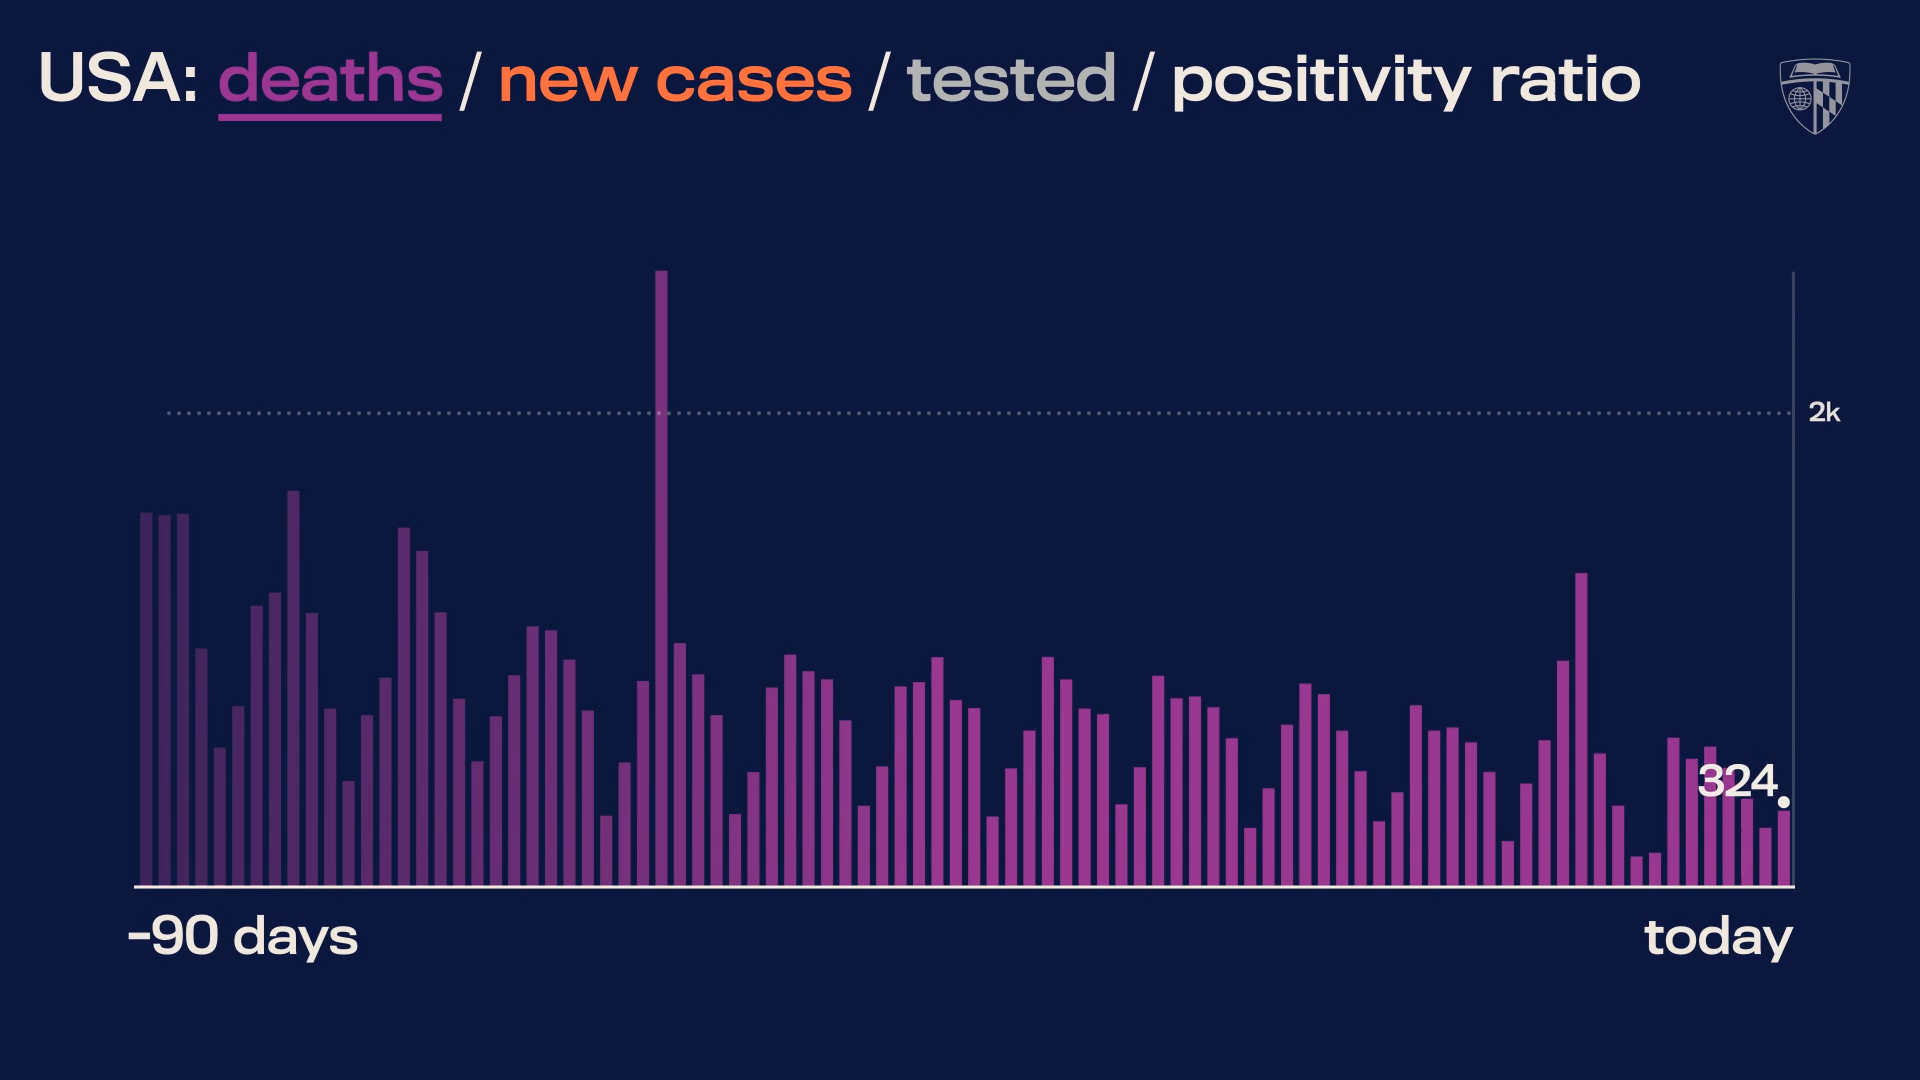 USA: deaths / new cases / tested / positivity ratio
2k
324
-90 days
today